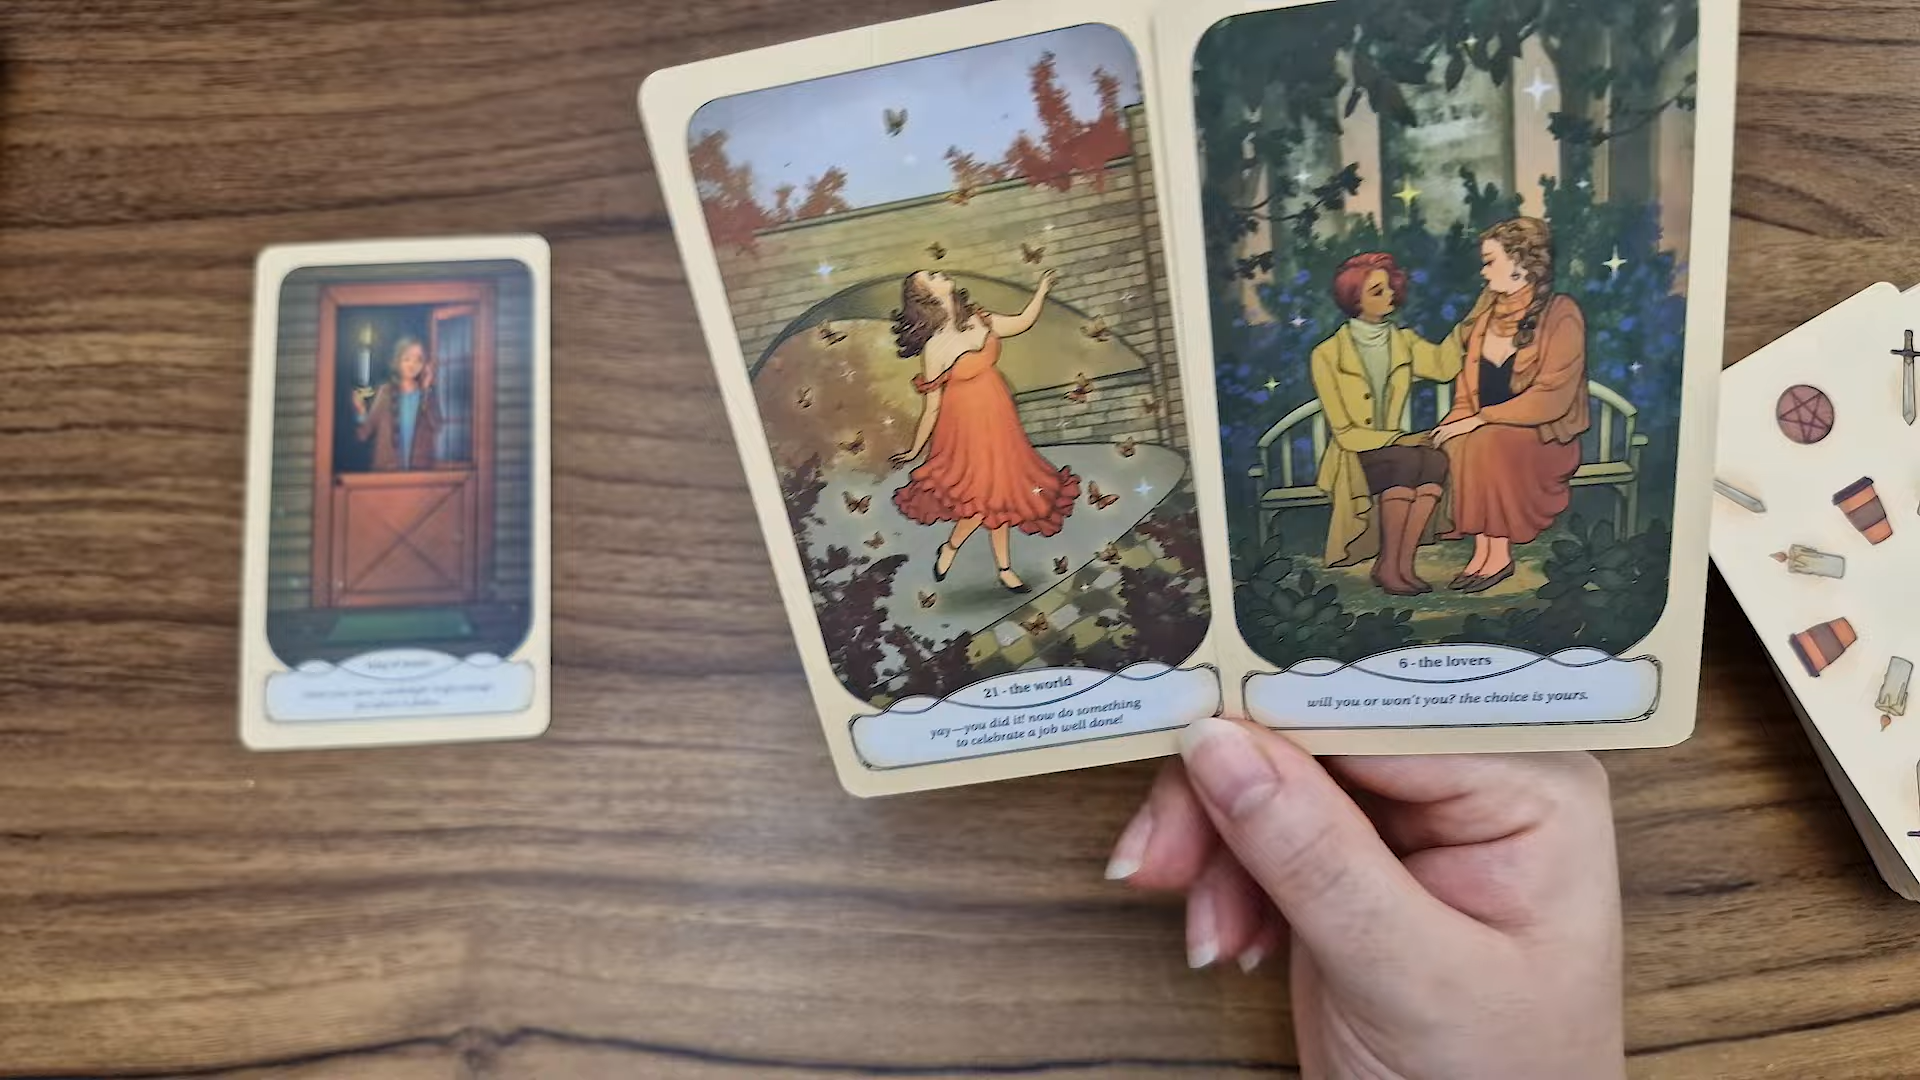 21 - the world
yay—you did it! now do something
to celebrate a job well done!
6 - the lovers
will you or won't you? the choice is yours.